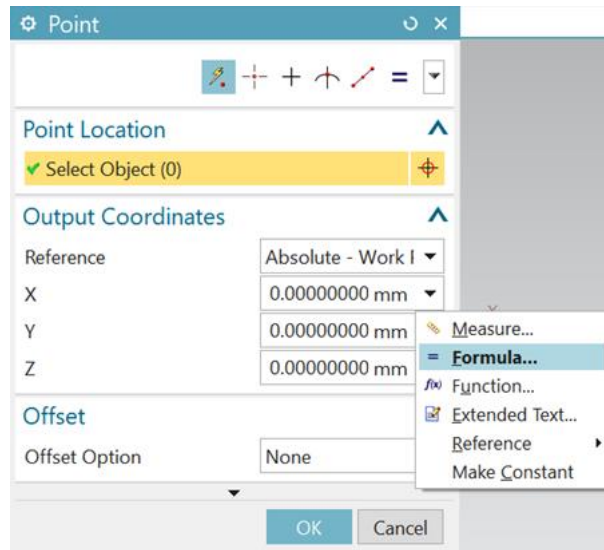 Point
Point Location
Select Object (0)
Output Coordinates
Reference
Absolute - Work
X
0.00000000 mm
Y
0.00000000 mm
Z
0.00000000 mm
Offset
Offset Option
None
OK
Cancel
Measure...
= Formula...
f(x) Function...
Extended Text...
Reference
Make Constant